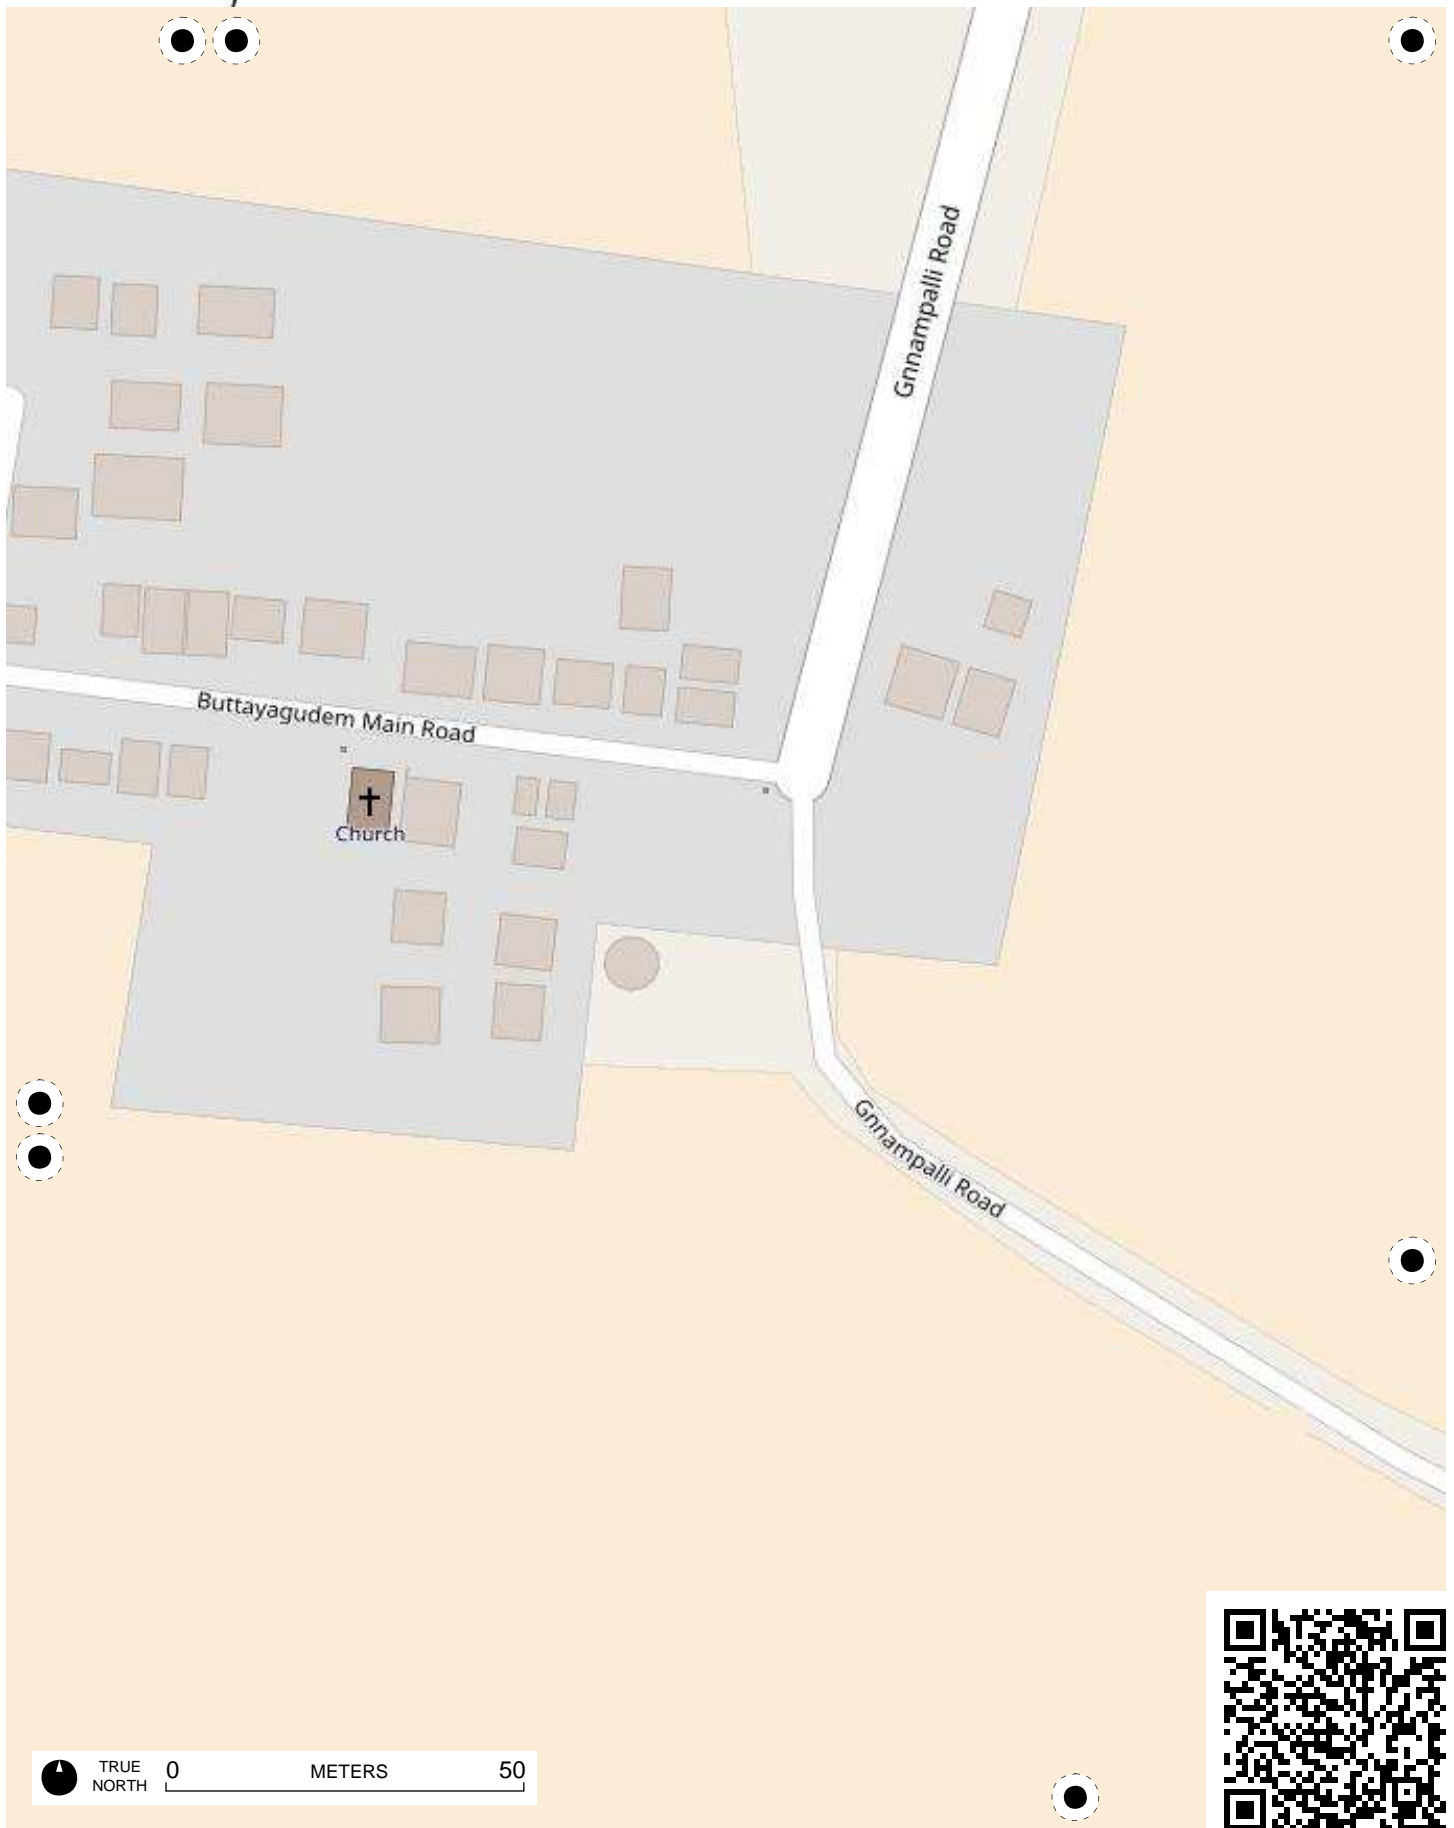 Gnnampalli Road
Buttayagudem Main Road
Church
Gnnampalli Road
TRUE
NORTH
0 METERS 50